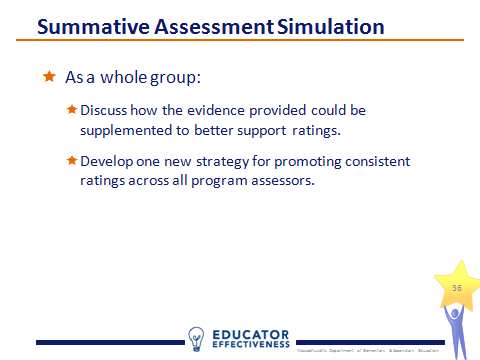 Summative Assessment Simulation
As a whole group:
Discuss how the evidence provided could be
supplemented to better support ratings.
Develop one new strategy for promoting consistent
ratings across all program assessors.
36
EDUCATOR
EFFECTIVENESS
Massachusetts Department of Elementary & Secondary Education